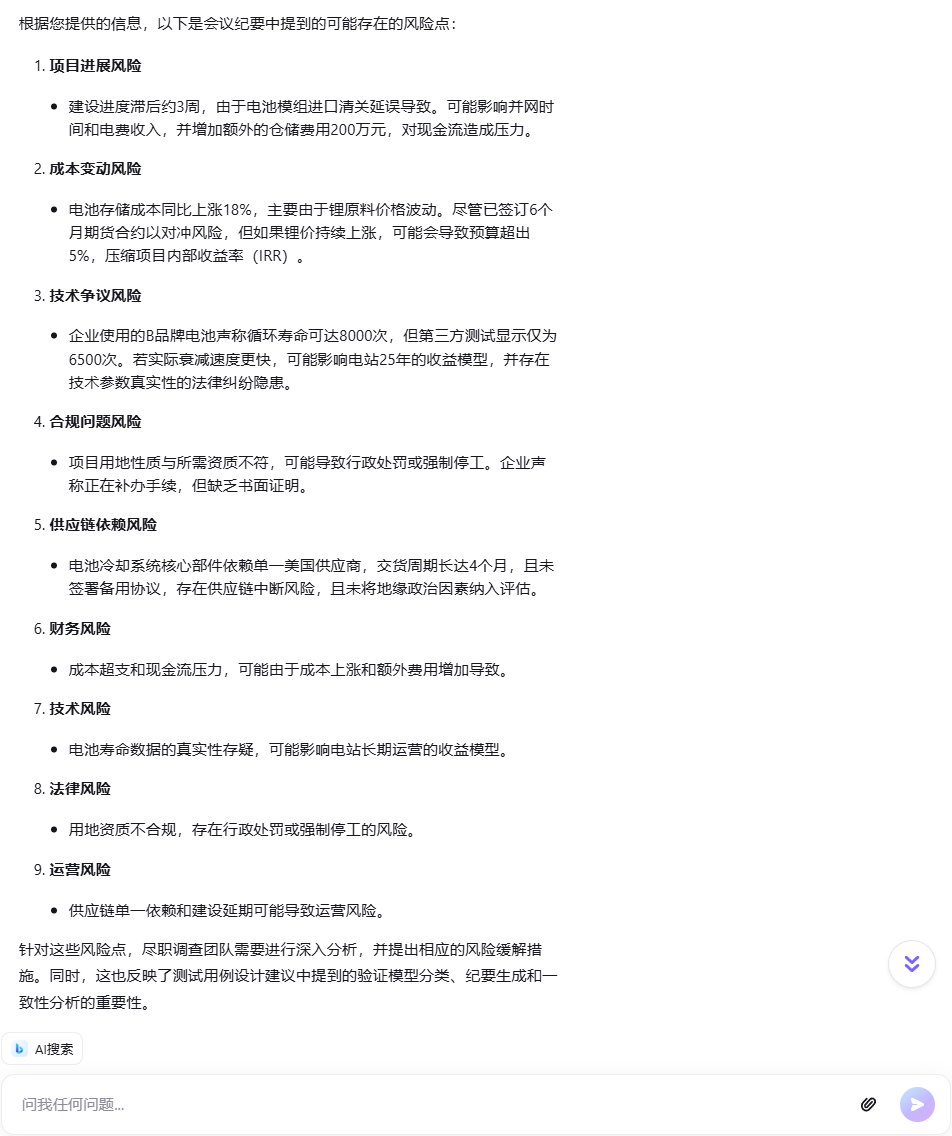 根据您提供的信息，以下是会议纪要中提到的可能存在的风险点：
1. 项目进展风险
• 建设进度滞后约3周，由于电池模组进口清关延误导致。可能影响并网时
间和电费收入，并增加额外的仓储费用200万元，对现金流造成压力。
2. 成本变动风险
• 电池存储成本同比上涨18%，主要由于锂原料价格波动。尽管已签订6个
月期货合约以对冲风险，但如果锂价持续上涨，可能会导致预算超出
5%，压缩项目内部收益率（IRR）。
3. 技术争议风险
• 企业使用的B品牌电池声称循环寿命可达8000次，但第三方测试显示仅为
6500次。若实际衰减速度更快，可能影响电站25年的收益模型，并存在
技术参数真实性的法律纠纷隐患。
4. 合规问题风险
• 项目用地性质与所需资质不符，可能导致行政处罚或强制停工。企业声
称正在补办手续，但缺乏书面证明。
5. 供应链依赖风险
• 电池冷却系统核心部件依赖单一美国供应商，交货周期长达4个月，且未
签署备用协议，存在供应链中断风险，且未将地缘政治因素纳入评估。
6. 财务风险
• 成本超支和现金流压力，可能由于成本上涨和额外费用增加导致。
7. 技术风险
• 电池寿命数据的真实性存疑，可能影响电站长期运营的收益模型。
8. 法律风险
• 用地资质不合规，存在行政处罚或强制停工的风险。
9. 运营风险
• 供应链单一依赖和建设延期可能导致运营风险。
针对这些风险点，尽职调查团队需要进行深入分析，并提出相应的风险缓解措
施。同时，这也反映了测试用例设计建议中提到的验证模型分类、纪要生成和一
致性分析的重要性。
AI搜索
问我任何问题...